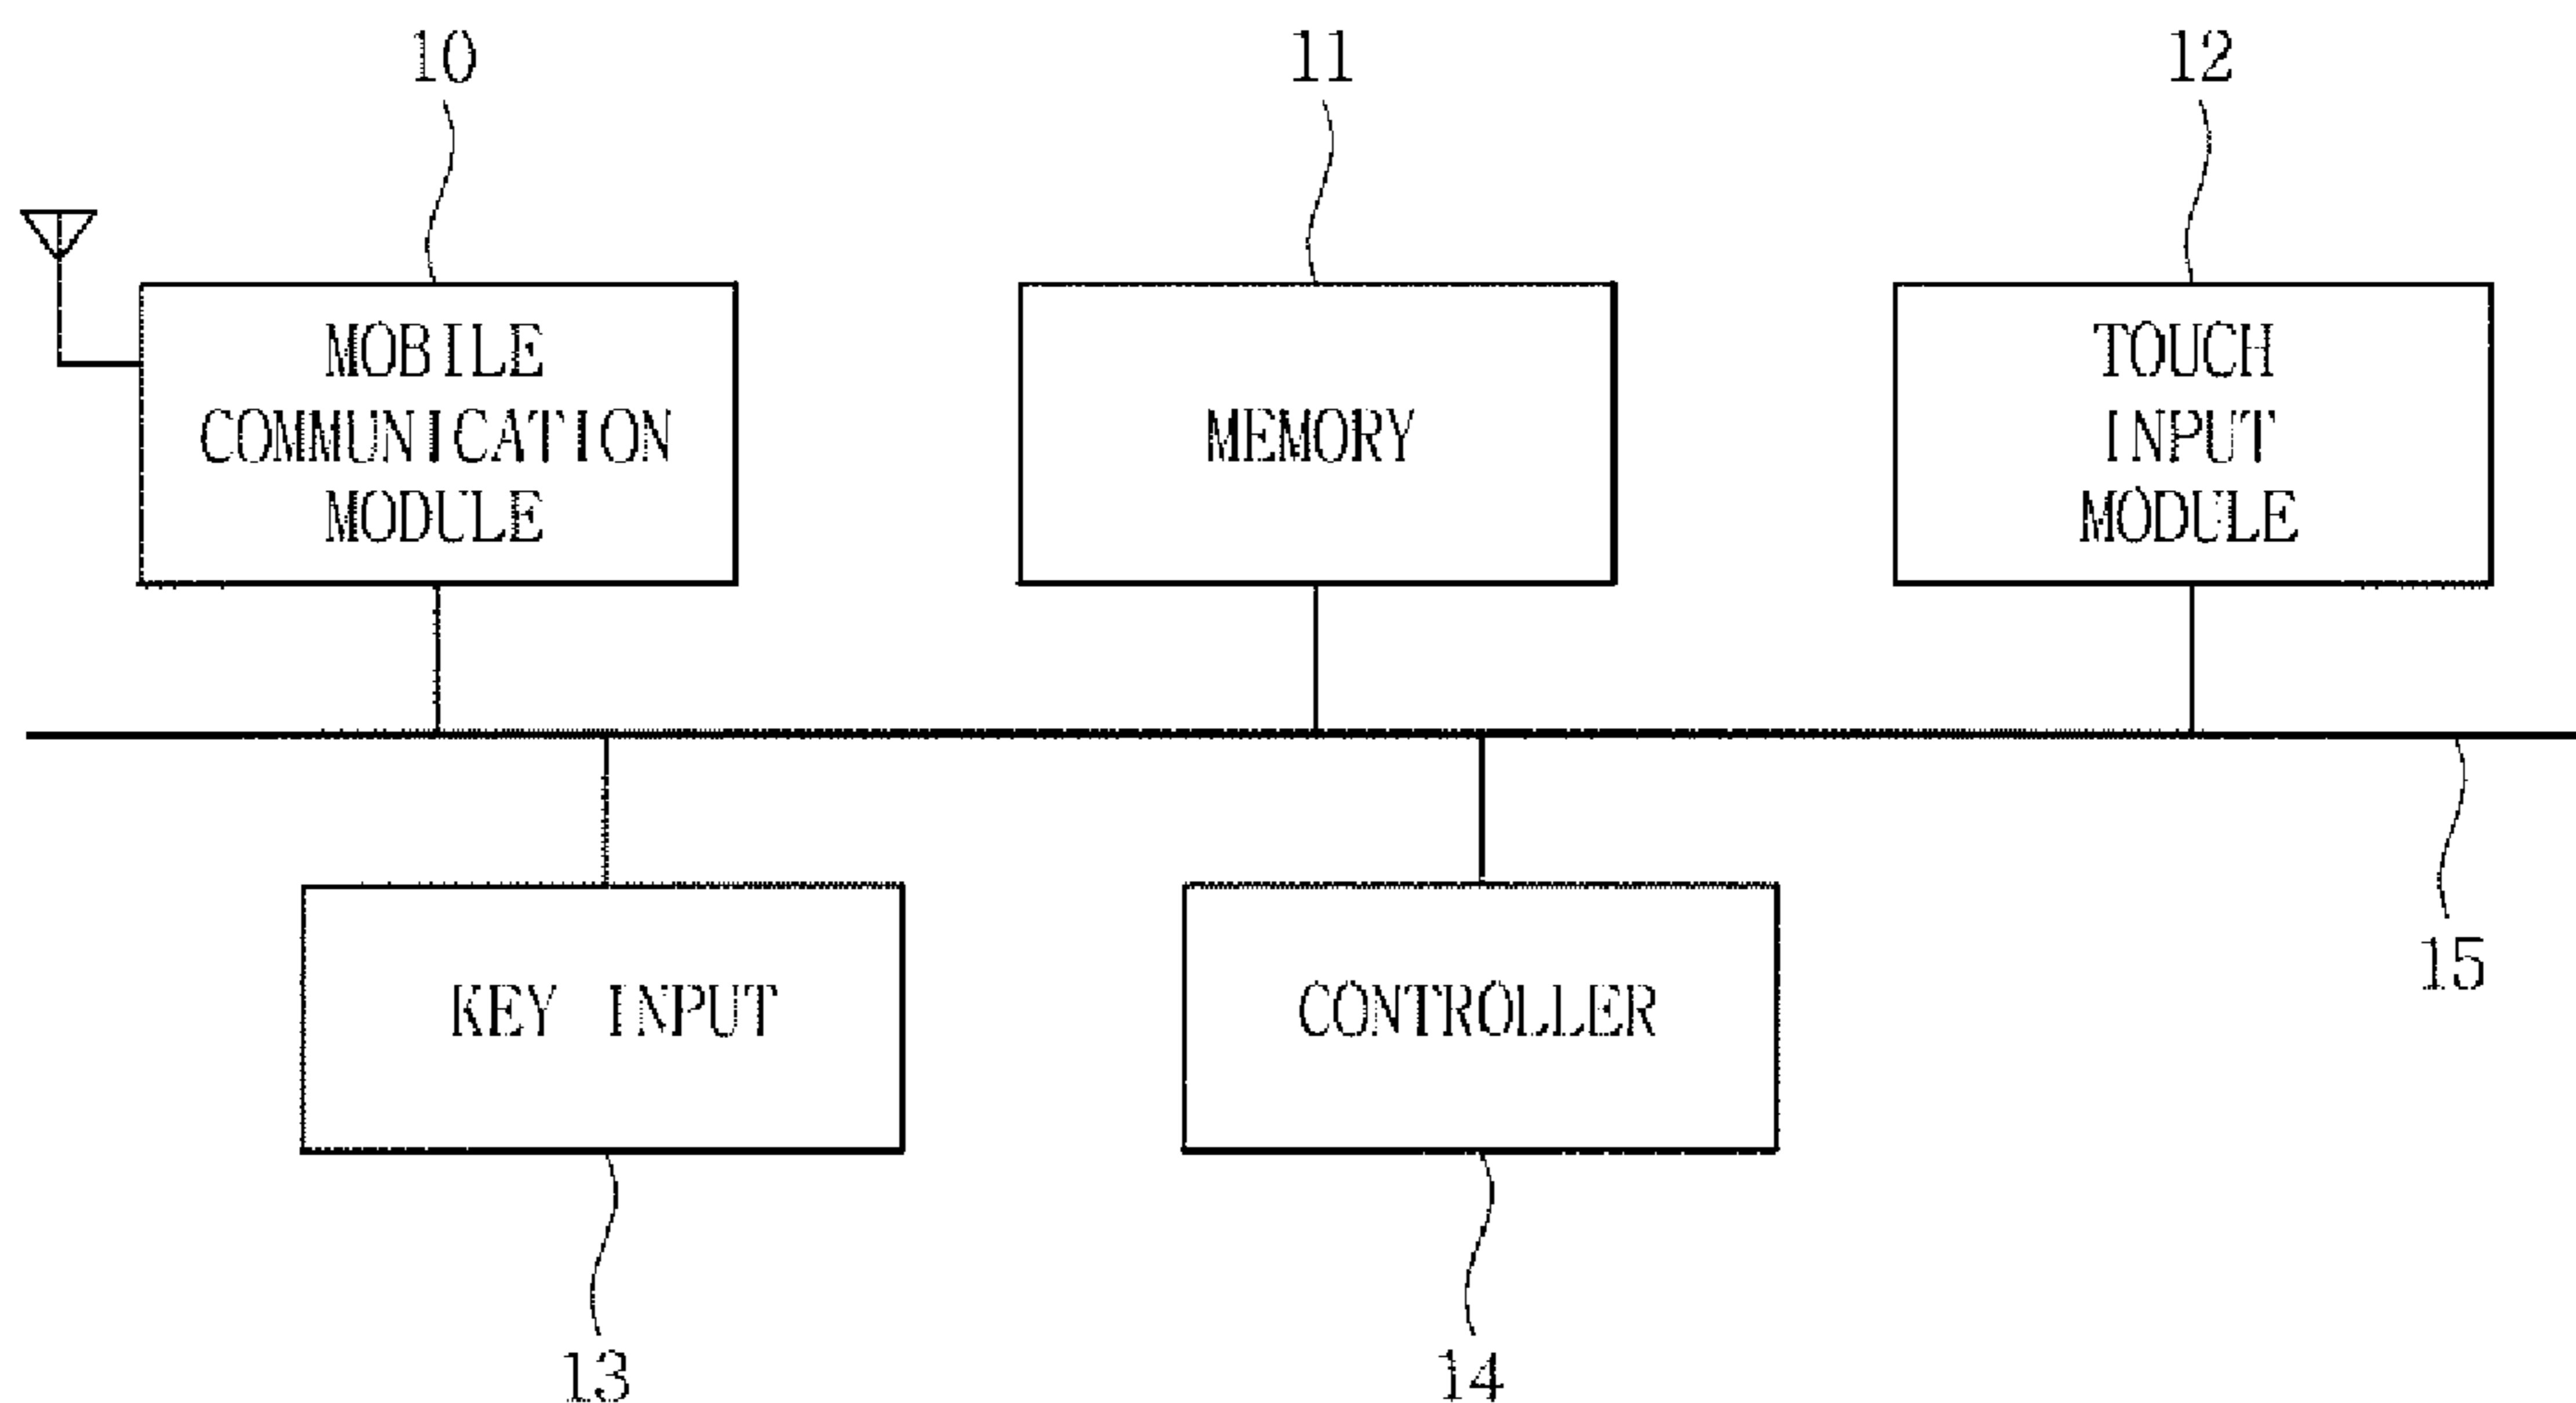 10
11
12
MOBILE
COMMUNICATION
MODULE
MEMORY
TOUCH
INPUT
MODULE
KEY INPUT
CONTROLLER
15
13
14